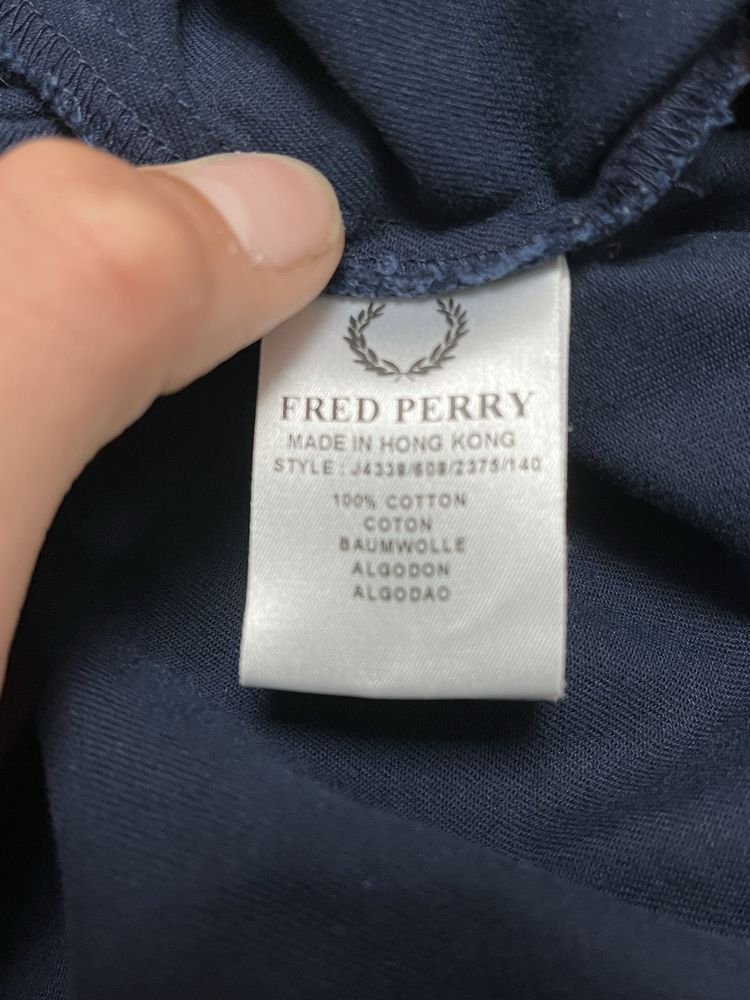 FRED PERRY
MADE IN HONG KONG
STYLE : J4338/608/2375/140
100% COTTON
COTON
BAUMWOLLE
ALGODON
ALGODAO